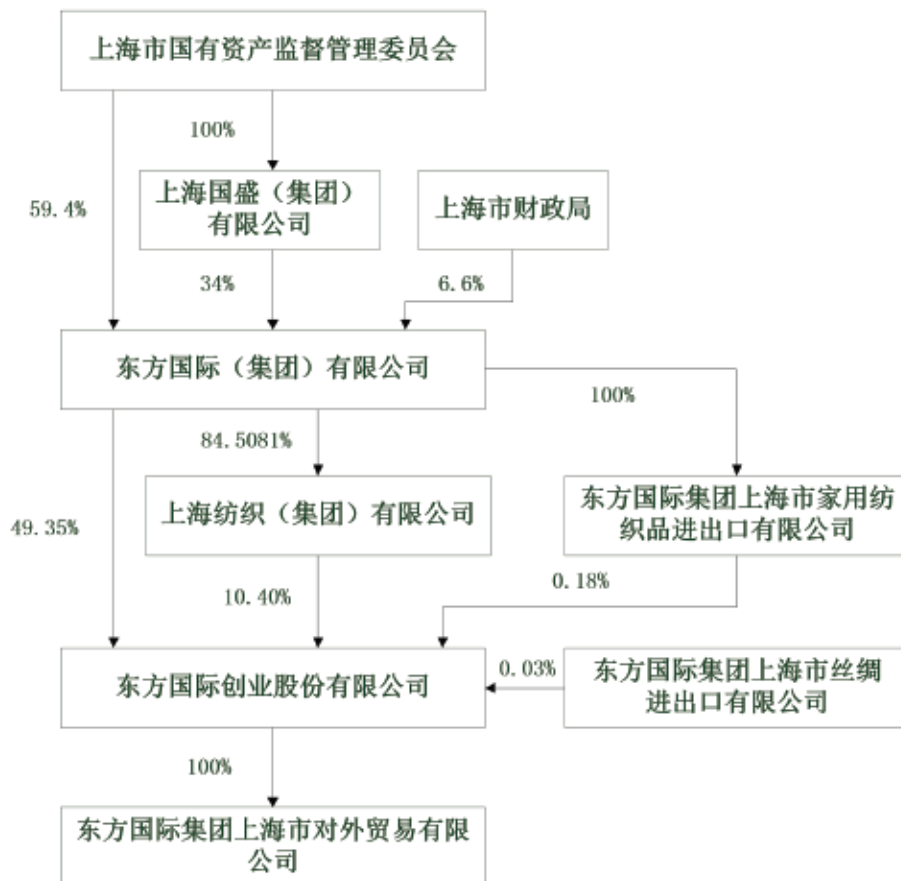 上海市国有资产监督管理委员会
100%
59.4%
上海国盛（集团）
有限公司
上海市财政局
34%
6.6%
东方国际（集团）有限公司
100%
84.5081%
49.35%
上海纺织（集团）有限公司
东方国际集团上海市家用纺
织品进出口有限公司
10.40%
0.18%
东方国际创业股份有限公司
0.03%
东方国际集团上海市丝绸
进出口有限公司
100%
东方国际集团上海市对外贸易有限
公司